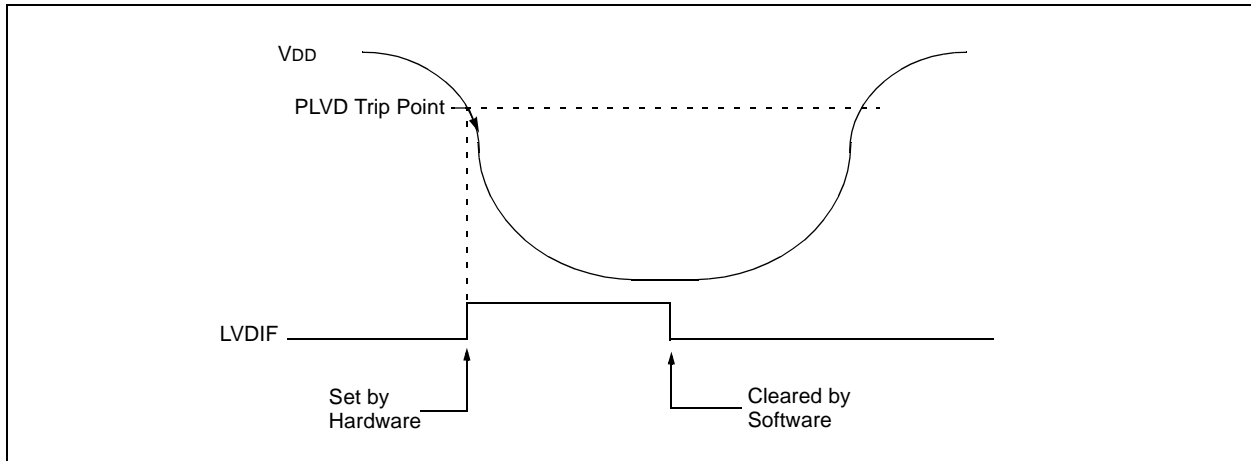 VDD
PLVD Trip Point
LVDIF
Set by
Hardware
Cleared by
Software